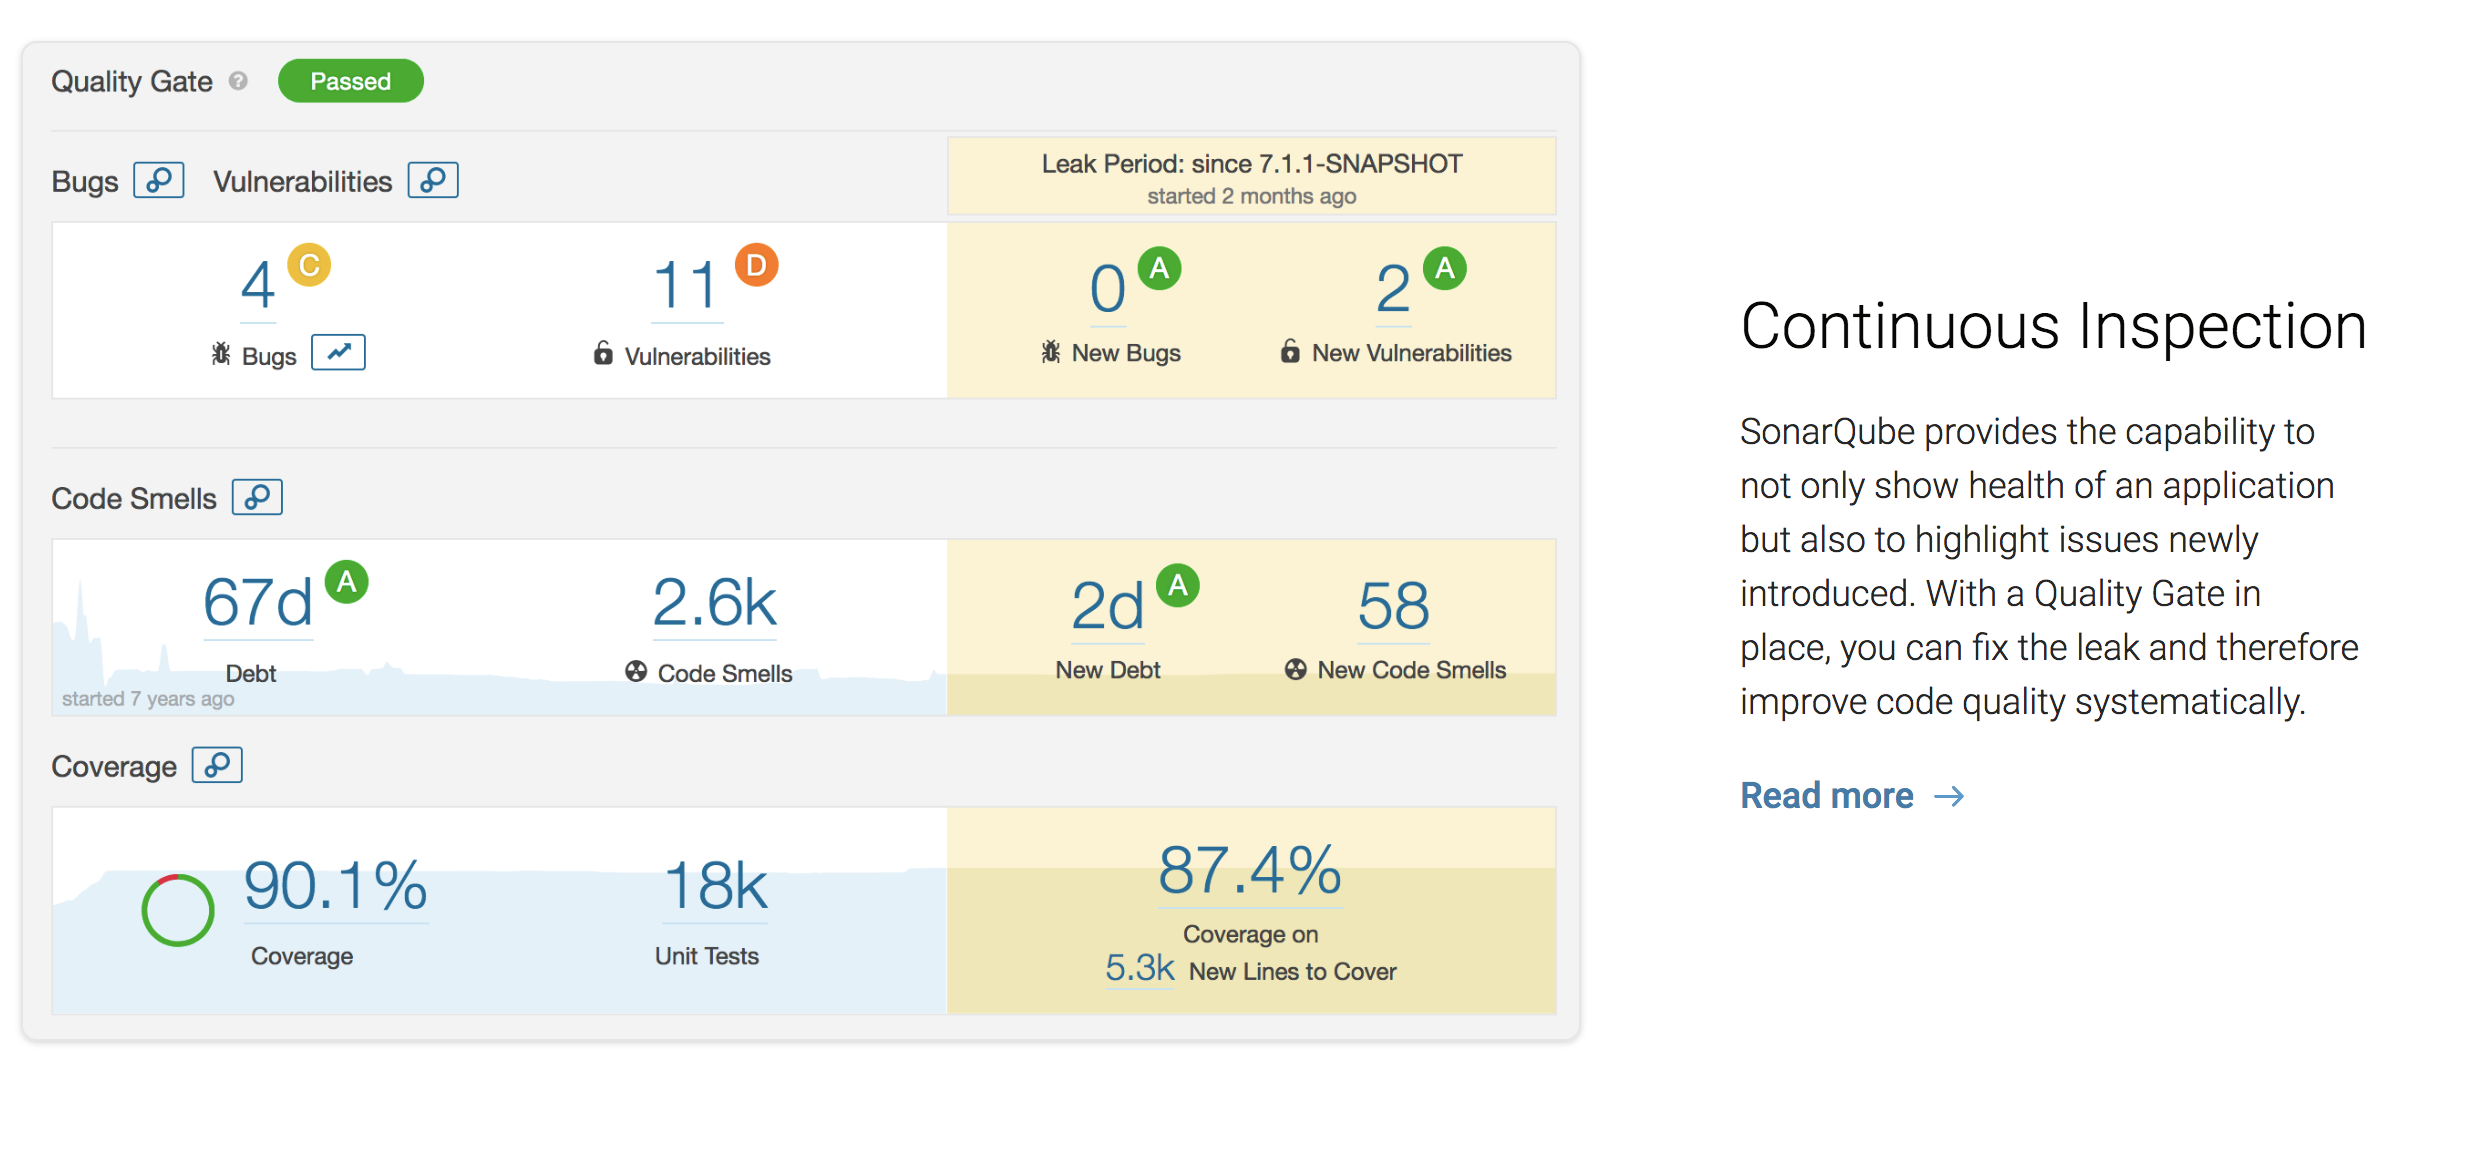 Quality Gate ? Passed
Leak Period: since 7.1.1-SNAPSHOT
started 2 months ago
Bugs Vulnerabilities
4 C
Bugs
11 D
Vulnerabilities
0 A
New Bugs
2 A
New Vulnerabilities
Code Smells
67d A
Debt
started 7 years ago
2.6k
Code Smells
2d A
New Debt
58
New Code Smells
Coverage
90.1%
Coverage
18k
Unit Tests
87.4%
Coverage on
5.3k New Lines to Cover
Continuous Inspection
SonarQube provides the capability to
not only show health of an application
but also to highlight issues newly
introduced. With a Quality Gate in
place, you can fix the leak and therefore
improve code quality systematically.
Read more →